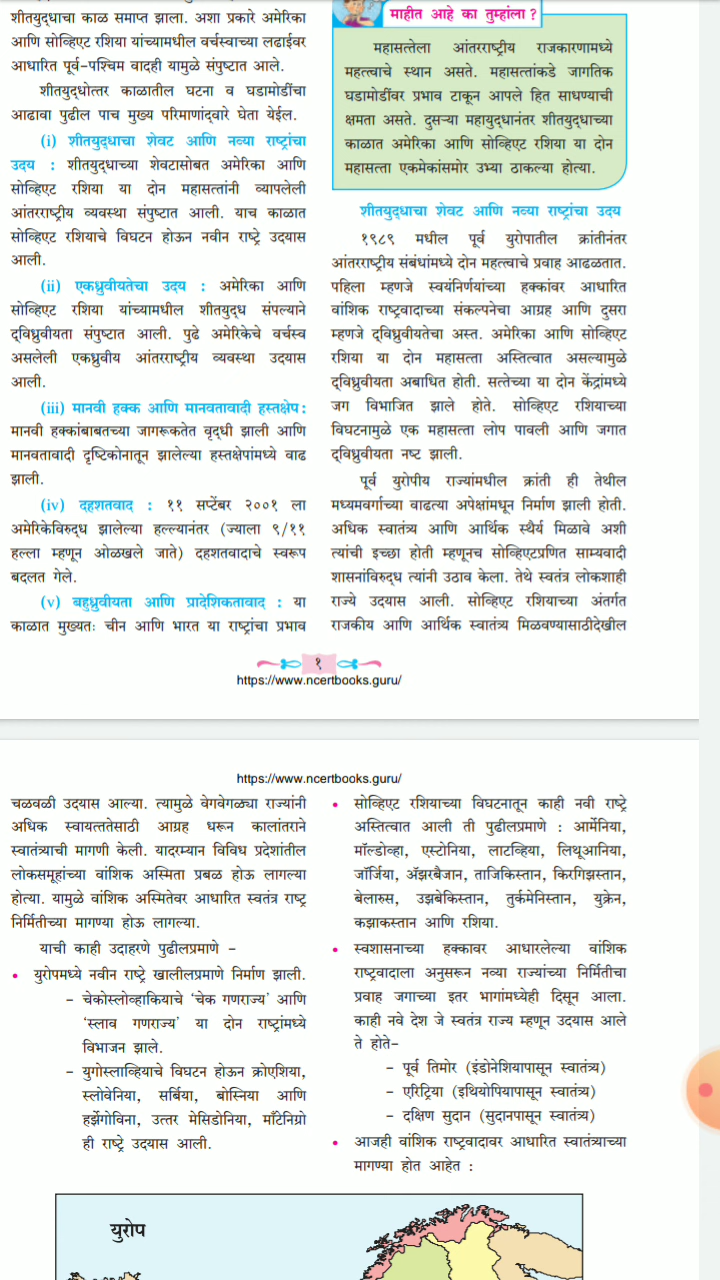 शीतयुद्धाचा काळ समाप्त झाला. अशा प्रकारे अमेरिका
आणि सोव्हिएट रशिया यांच्यामधील वर्चस्वाच्या लढाईवर
आधारित पूर्व-पश्चिम वादही यामुळे संपुष्टात आले.
शीतयुद्धोत्तर काळातील घटना व घडामोडींचा
आढावा पुढील पाच मुख्य परिमाणांद्वारे घेता येईल.
(i) शीतयुद्धाचा शेवट आणि नव्या राष्ट्रांचा
उदय : शीतयुद्धाच्या शेवटासोबत अमेरिका आणि
सोव्हिएट रशिया या दोन महासत्तांनी व्यापलेली
आंतरराष्ट्रीय व्यवस्था संपुष्टात आली. याच काळात
सोव्हिएट रशियाचे विघटन होऊन नवीन राष्ट्रे उदयास
आली.
(ii) एकध्रुवीयतेचा उदय : अमेरिका आणि
सोव्हिएट रशिया यांच्यामधील शीतयुद्ध संपल्याने
द्विध्रुवीयता संपुष्टात आली. पुढे अमेरिकेचे वर्चस्व
असलेली एकध्रुवीय आंतरराष्ट्रीय व्यवस्था उदयास
आली.
(iii) मानवी हक्क आणि मानवतावादी हस्तक्षेप :
मानवी हक्कांबाबतच्या जागरूकतेत वृद्धी झाली आणि
मानवतावादी दृष्टिकोनातून झालेल्या हस्तक्षेपांमध्ये वाढ
झाली.
(iv) दहशतवाद : ११ सप्टेंबर २००१ ला
अमेरिकेविरुद्ध झालेल्या हल्ल्यानंतर (ज्याला ९/११
हल्ला म्हणून ओळखले जाते) दहशतवादाचे स्वरूप
बदलत गेले.
(v) बहुध्रुवीयता आणि प्रादेशिकतावाद : या
काळात मुख्यतः चीन आणि भारत या राष्ट्रांचा प्रभाव
माहीत आहे का तुम्हांला ?
महासत्तेला आंतरराष्ट्रीय राजकारणामध्ये
महत्वाचे स्थान असते. महासत्तांकडे जागतिक
घडामोडींवर प्रभाव टाकून आपले हित साधण्याची
क्षमता असते. दुसऱ्या महायुद्धानंतर शीतयुद्धाच्या
काळात अमेरिका आणि सोव्हिएट रशिया या दोन
महासत्ता एकमेकांसमोर उभ्या ठाकल्या होत्या.
शीतयुद्धाचा शेवट आणि नव्या राष्ट्रांचा उदय
१९८९ मधील पूर्व युरोपातील क्रांतीनंतर
आंतरराष्ट्रीय संबंधांमध्ये दोन महत्त्वाचे प्रवाह आढळतात.
पहिला म्हणजे स्वयंनिर्णयांच्या हक्कांवर आधारित
वांशिक राष्ट्रवादाच्या संकल्पनेचा आग्रह आणि दुसरा
म्हणजे द्विध्रुवीयतेचा अस्त. अमेरिका आणि सोव्हिएट
रशिया या दोन महासत्ता अस्तित्वात असल्यामुळे
द्विध्रुवीयता अबाधित होती. सत्तेच्या या दोन केंद्रांमध्ये
जग विभाजित झाले होते. सोव्हिएट रशियाच्या
विघटनामुळे एक महासत्ता लोप पावली आणि जगात
द्विध्रुवीयता नष्ट झाली.
पूर्व युरोपीय राज्यांमधील क्रांती ही तेथील
मध्यमवर्गाच्या वाढत्या अपेक्षांमधून निर्माण झाली होती.
अधिक स्वातंत्र्य आणि आर्थिक स्थैर्य मिळावे अशी
त्यांची इच्छा होती म्हणूनच सोव्हिएटप्रणित साम्यवादी
शासनांविरुद्ध त्यांनी उठाव केला. तेथे स्वतंत्र लोकशाही
राज्ये उदयास आली. सोव्हिएट रशियाच्या अंतर्गत
राजकीय आणि आर्थिक स्वातंत्र्य मिळवण्यासाठीदेखील
१
https://www.ncertbooks.guru/
https://www.ncertbooks.guru/
चळवळी उदयास आल्या. त्यामुळे वेगवेगळ्या राज्यांनी
अधिक स्वायत्ततेसाठी आग्रह धरून कालांतराने
स्वातंत्र्याची मागणी केली. यादरम्यान विविध प्रदेशांतील
लोकसमूहांच्या वांशिक अस्मिता प्रबळ होऊ लागल्या
होत्या. यामुळे वांशिक अस्मितेवर आधारित स्वतंत्र राष्ट्र
निर्मितीच्या मागण्या होऊ लागल्या.
याची काही उदाहरणे पुढीलप्रमाणे –
• युरोपमध्ये नवीन राष्ट्रे खालीलप्रमाणे निर्माण झाली.
– चेकोस्लोव्हाकियाचे ‘चेक गणराज्य’ आणि
‘स्लाव गणराज्य’ या दोन राष्ट्रांमध्ये
विभाजन झाले.
– युगोस्लाव्हियाचे विघटन होऊन क्रोएशिया,
स्लोवेनिया, सर्बिया, बोस्निया आणि
हर्झेगोविना, उत्तर मेसिडोनिया, माँटेनिग्रो
ही राष्ट्रे उदयास आली.
• सोव्हिएट रशियाच्या विघटनातून काही नवी राष्ट्रे
अस्तित्वात आली ती पुढीलप्रमाणे : आर्मेनिया,
मॉल्डोव्हा, एस्टोनिया, लाटव्हिया, लिथूआनिया,
जॉर्जिया, ॲझरबैजान, ताजिकिस्तान, किरगिझस्तान,
बेलारुस, उझबेकिस्तान, तुर्कमेनिस्तान, युक्रेन,
कझाकस्तान आणि रशिया.
• स्वशासनाच्या हक्कावर आधारलेल्या वांशिक
राष्ट्रवादाला अनुसरून नव्या राज्यांच्या निर्मितीचा
प्रवाह जगाच्या इतर भागांमध्येही दिसून आला.
काही नवे देश जे स्वतंत्र राज्य म्हणून उदयास आले
ते होते–
– पूर्व तिमोर (इंडोनेशियापासून स्वातंत्र्य)
– एरिट्रिया (इथियोपियापासून स्वातंत्र्य)
– दक्षिण सुदान (सुदानपासून स्वातंत्र्य)
• आजही वांशिक राष्ट्रवादावर आधारित स्वातंत्र्याच्या
मागण्या होत आहेत :
युरोप